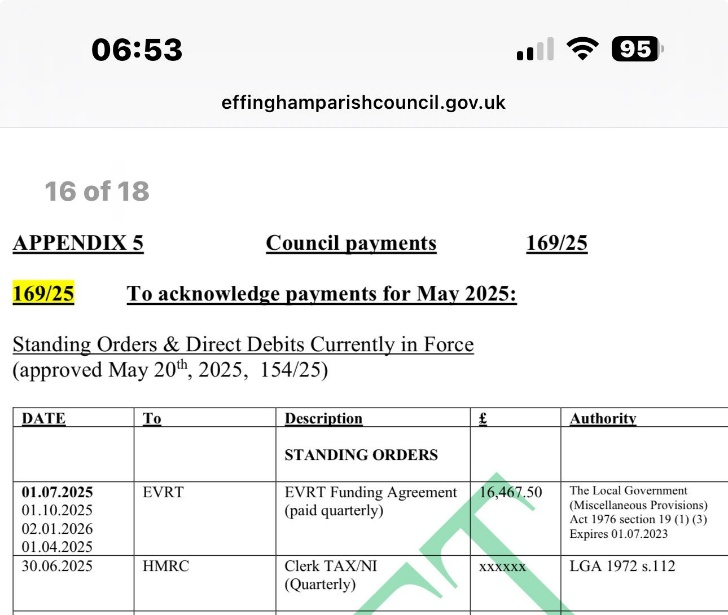 06:53 95
effinghamparishcouncil.gov.uk
16 of 18
APPENDIX 5 Council payments 169/25
169/25 To acknowledge payments for May 2025:
Standing Orders & Direct Debits Currently in Force
(approved May 20th, 2025, 154/25)
DATE To Description £ Authority
STANDING ORDERS
01.07.2025 EVRT EVRT Funding Agreement 16,467.50 The Local Government
01.10.2025 (paid quarterly) (Miscellaneous Provisions)
02.01.2026 Act 1976 section 19 (1) (3)
01.04.2025 Expires 01.07.2023
30.06.2025 HMRC Clerk TAX/NI xxxxxx LGA 1972 s.112
(Quarterly)